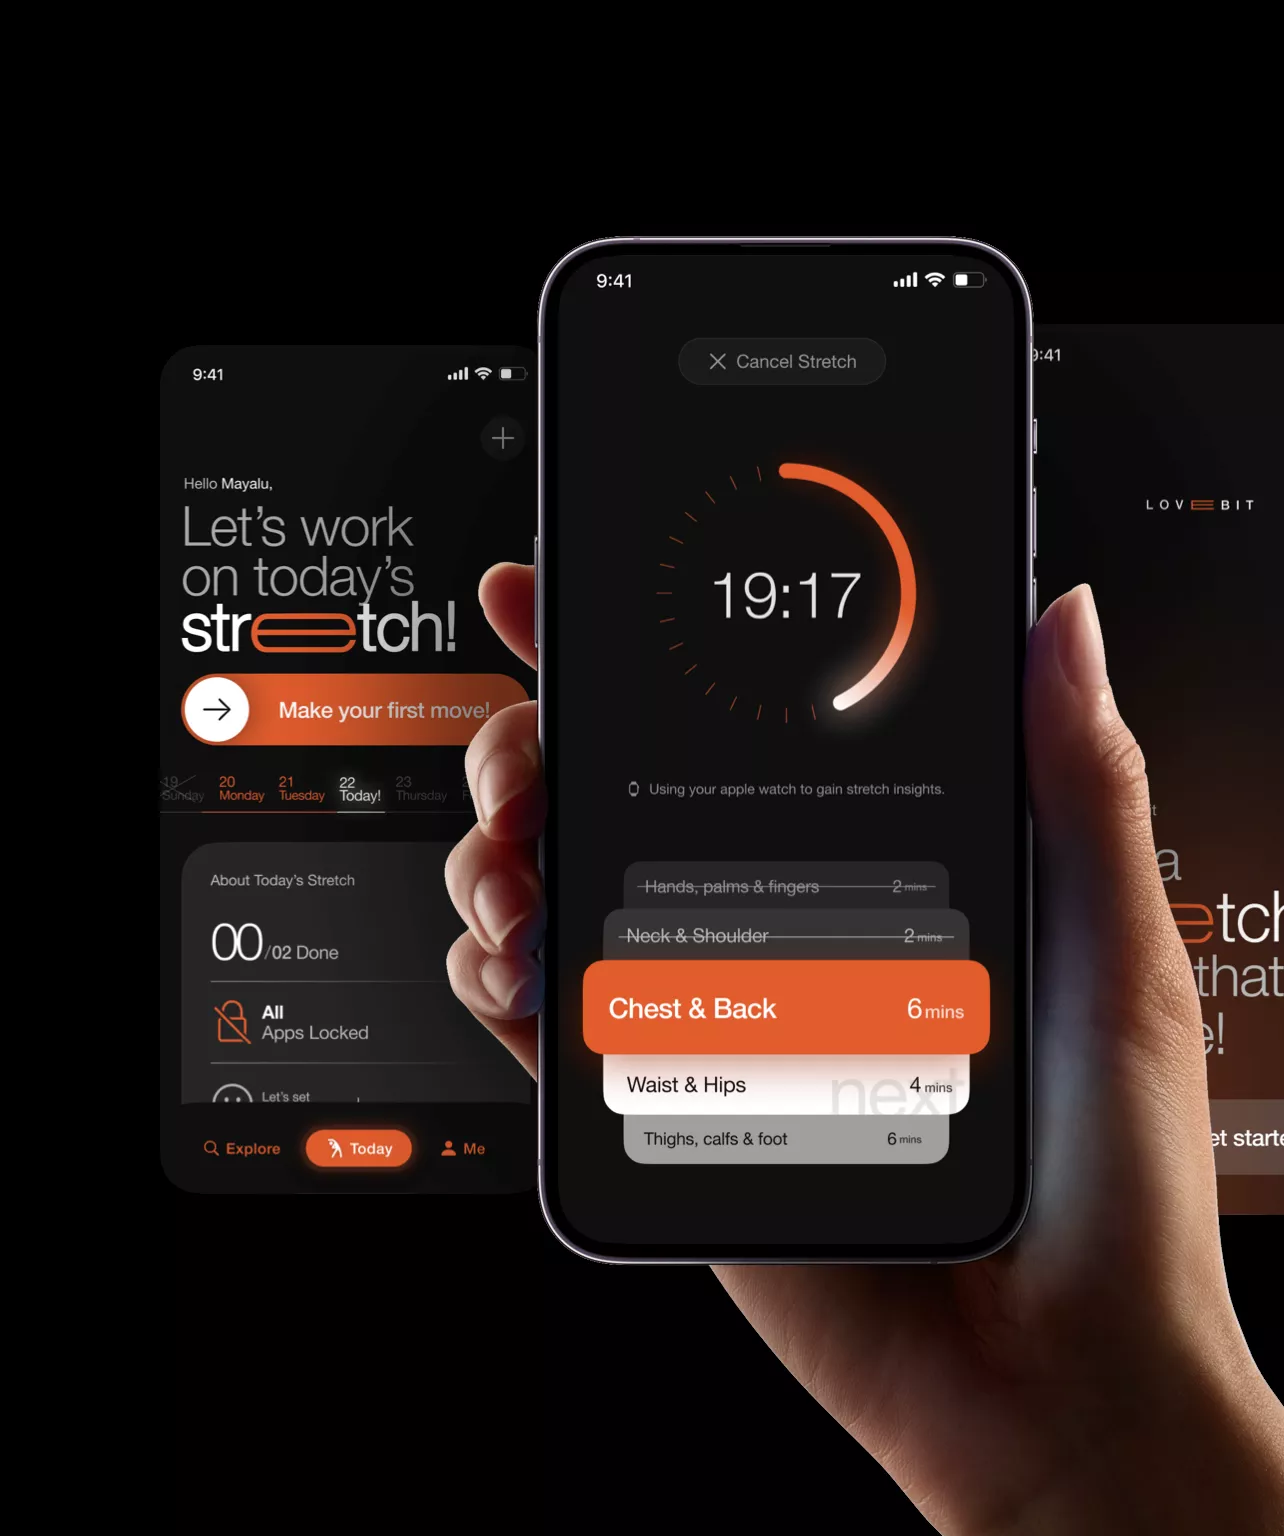 9:41
Hello Mayalu,
Let's work
on today's
stretch!
Make your first move!
19 Sunday
20 Monday
21 Tuesday
22 Today!
23 Thursday
About Today's Stretch
00/02 Done
All
Apps Locked
Let's set
Explore
Today
Me
9:41
Cancel Stretch
19:17
Using your apple watch to gain stretch insights.
Hands, palms & fingers 2 mins
Neck & Shoulder 2 mins
Chest & Back 6 mins
Waist & Hips 4 mins
next
Thighs, calfs & foot 6 mins
9:41
LOVEBIT
a
etch
that
e!
et starte